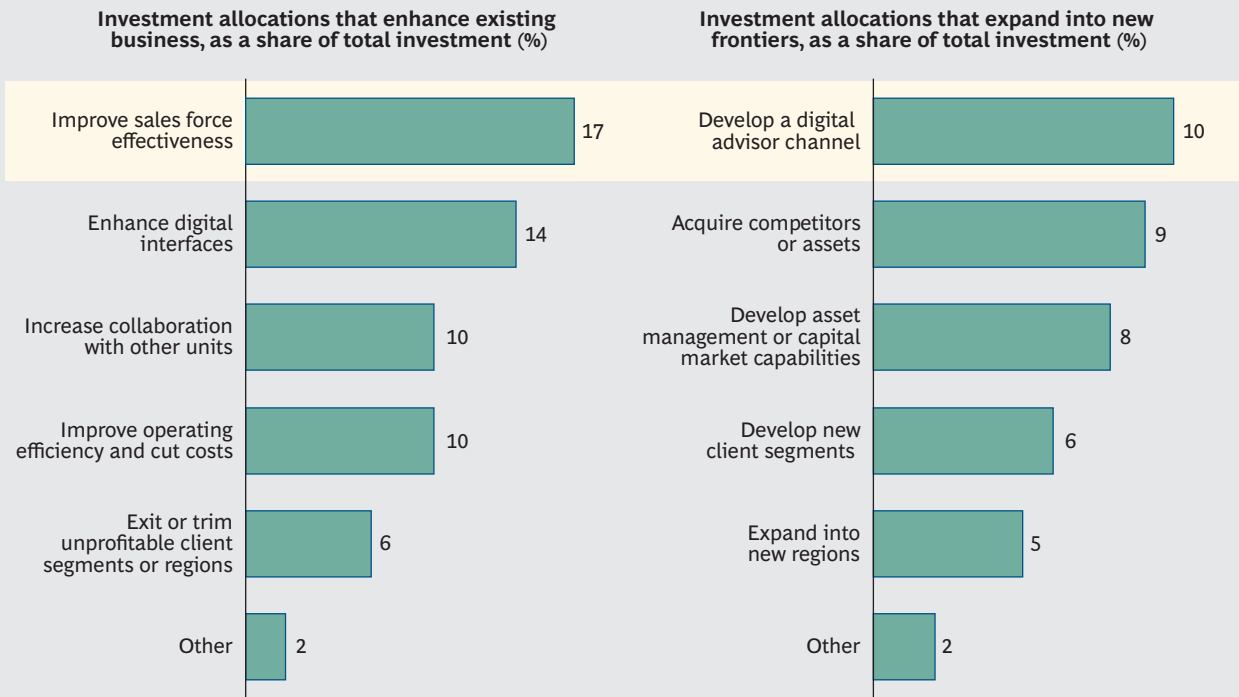 Investment allocations that enhance existing
business, as a share of total investment (%)
Improve sales force
effectiveness
17
Enhance digital
interfaces
14
Increase collaboration
with other units
10
Improve operating
efficiency and cut costs
10
Exit or trim
unprofitable client
segments or regions
6
Other
2
Investment allocations that expand into new
frontiers, as a share of total investment (%)
Develop a digital
advisor channel
10
Acquire competitors
or assets
9
Develop asset
management or capital
market capabilities
8
Develop new
client segments
6
Expand into
new regions
5
Other
2